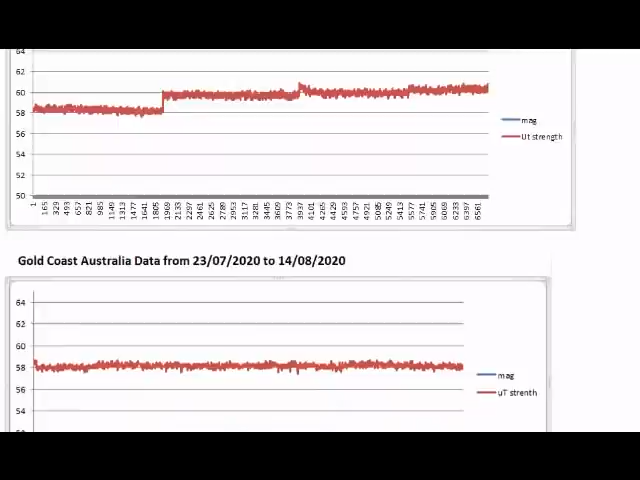 64
62
60
58
56
54
52
50
1 165 329 493 657 821 985 1149 1313 1477 1641 1805 1969 2133 2297 2461 2625 2789 2953 3117 3281 3445 3609 3773 3937 4101 4265 4429 4593 4757 4921 5085 5249 5413 5577 5741 5905 6069 6233 6397 6561
mag
Ut strength
Gold Coast Australia Data from 23/07/2020 to 14/08/2020
64
62
60
58
56
54
mag
uT strenth